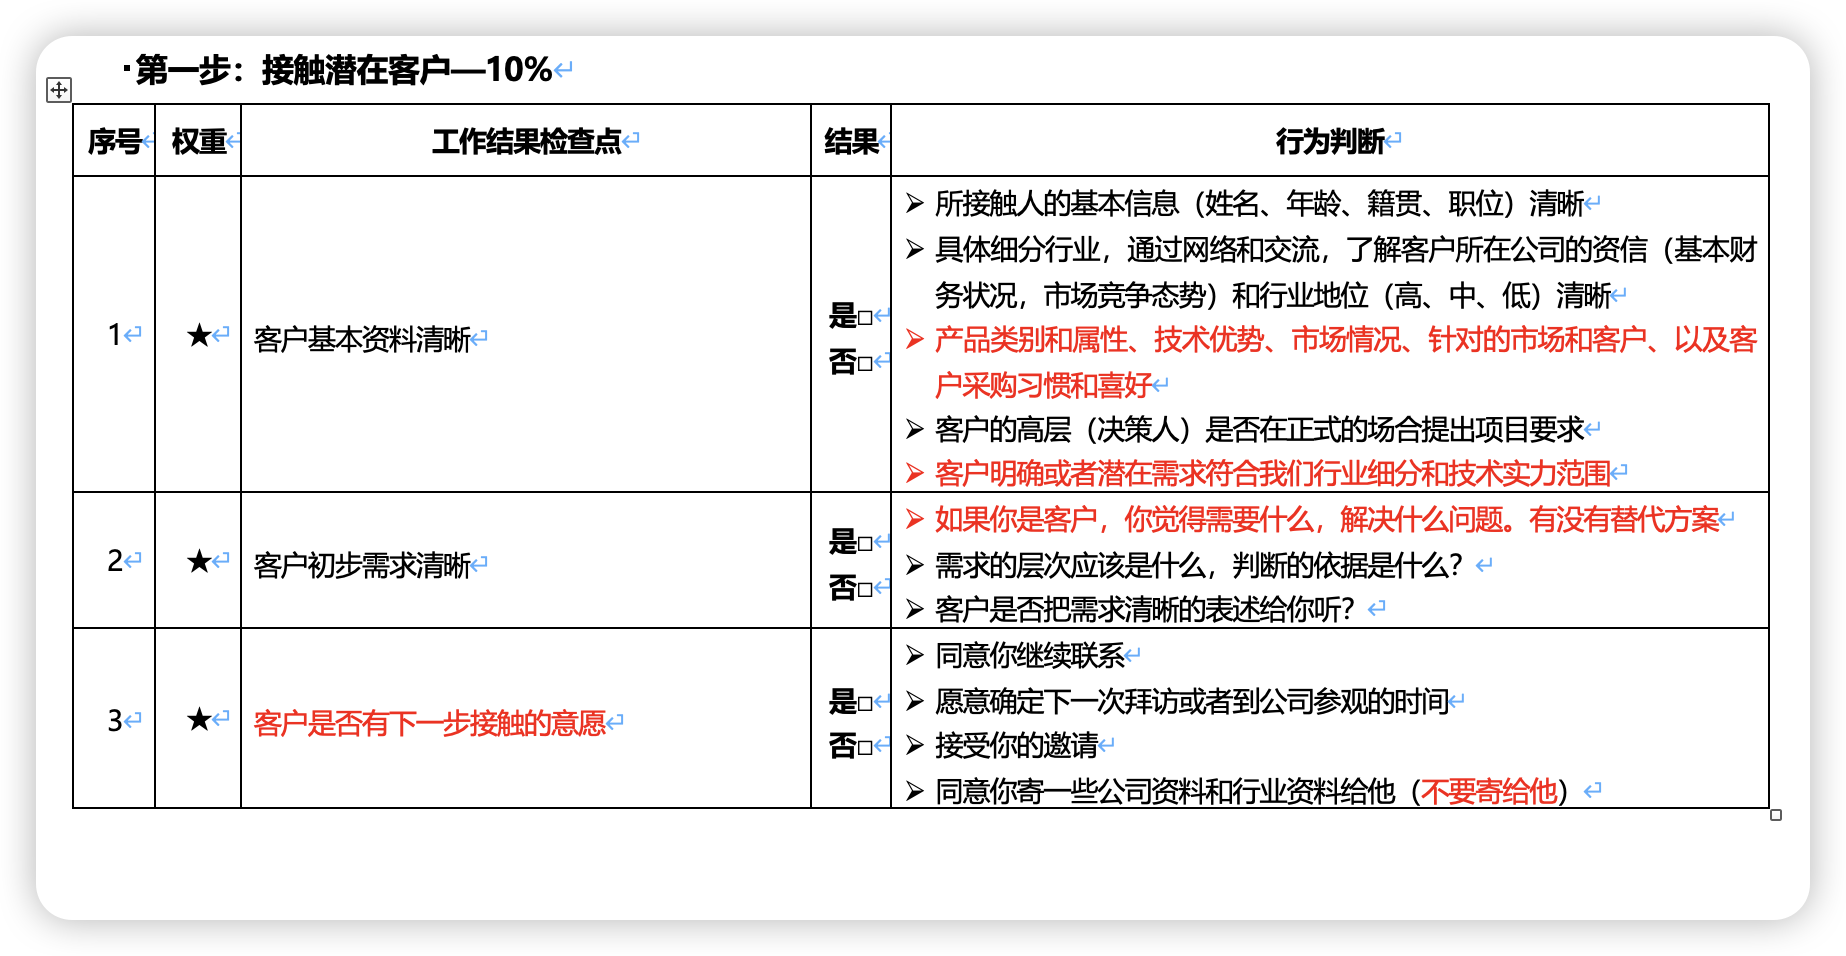 ▪第一步：接触潜在客户—10%
序号 权重 工作结果检查点 结果 行为判断
1 ★ 客户基本资料清晰 是□ 否□
➢ 所接触人的基本信息（姓名、年龄、籍贯、职位）清晰
➢ 具体细分行业，通过网络和交流，了解客户所在公司的资信（基本财
务状况，市场竞争态势）和行业地位（高、中、低）清晰
➢ 产品类别和属性、技术优势、市场情况、针对的市场和客户、以及客
户采购习惯和喜好
➢ 客户的高层（决策人）是否在正式的场合提出项目要求
➢ 客户明确或者潜在需求符合我们行业细分和技术实力范围
2 ★ 客户初步需求清晰 是□ 否□
➢ 如果你是客户，你觉得需要什么，解决什么问题。有没有替代方案
➢ 需求的层次应该是什么，判断的依据是什么？
➢ 客户是否把需求清晰的表述给你听？
3 ★ 客户是否有下一步接触的意愿 是□ 否□
➢ 同意你继续联系
➢ 愿意确定下一次拜访或者到公司参观的时间
➢ 接受你的邀请
➢ 同意你寄一些公司资料和行业资料给他（不要寄给他）